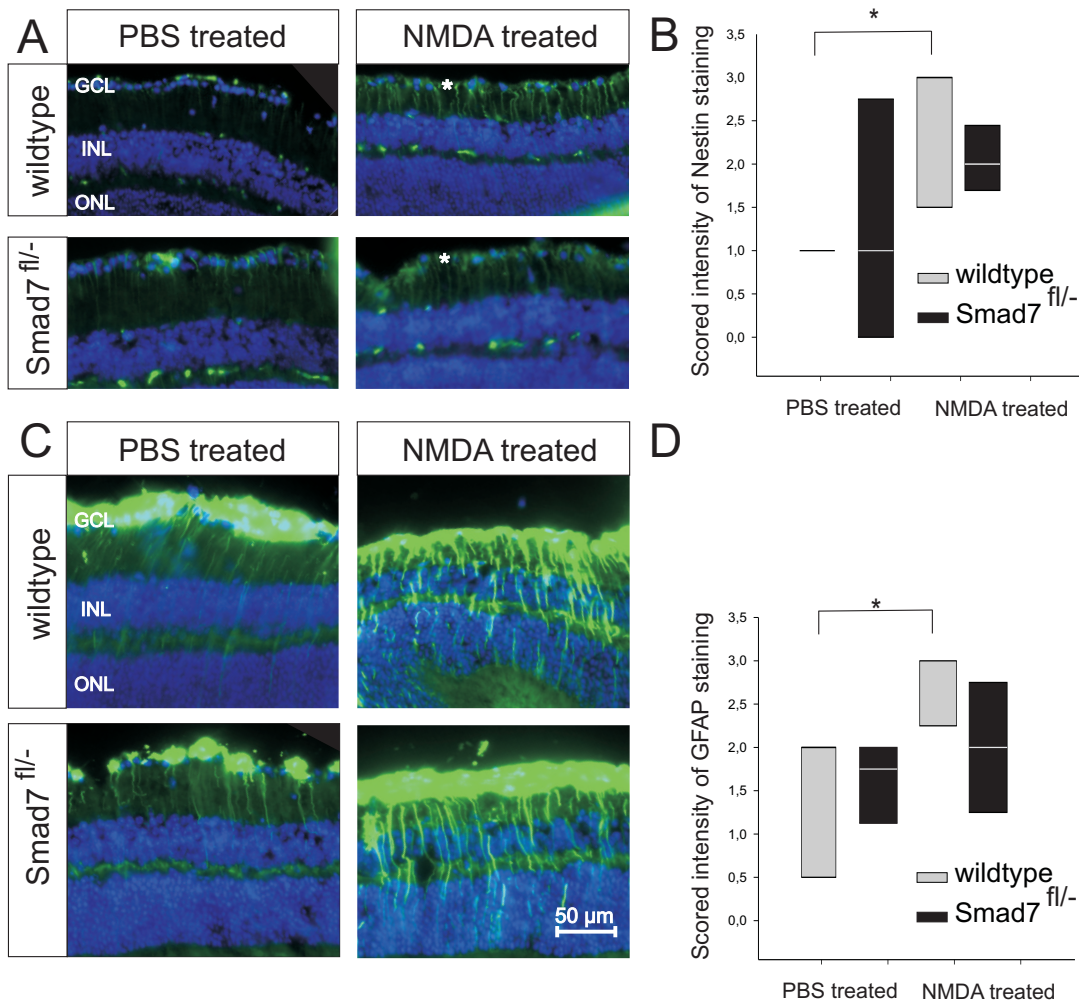 A
PBS treated
NMDA treated
wildtype
GCL
INL
ONL
*
Smad7 fl/-
*
B
*
Scored intensity of Nestin staining
3,5
3,0
2,5
2,0
1,5
1,0
0,5
0,0
wildtype
Smad7 fl/-
PBS treated
NMDA treated
C
PBS treated
NMDA treated
wildtype
GCL
INL
ONL
Smad7 fl/-
50 µm
D
*
Scored intensity of GFAP staining
3,5
3,0
2,5
2,0
1,5
1,0
0,5
0,0
wildtype
Smad7 fl/-
PBS treated
NMDA treated